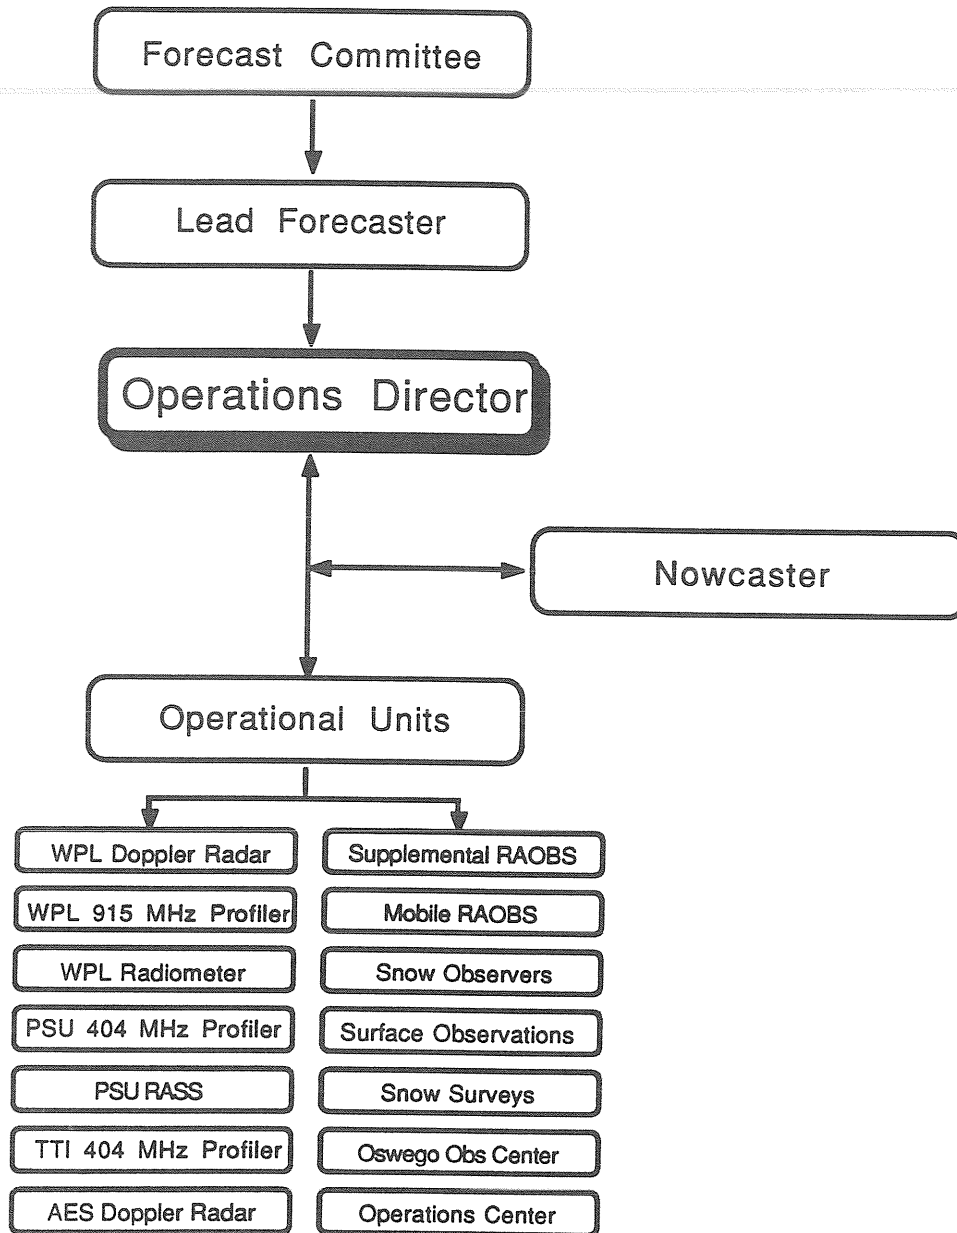 Forecast Committee
Lead Forecaster
Operations Director
Nowcaster
Operational Units
WPL Doppler Radar
WPL 915 MHz Profiler
WPL Radiometer
PSU 404 MHz Profiler
PSU RASS
TTI 404 MHz Profiler
AES Doppler Radar
Supplemental RAOBS
Mobile RAOBS
Snow Observers
Surface Observations
Snow Surveys
Oswego Obs Center
Operations Center